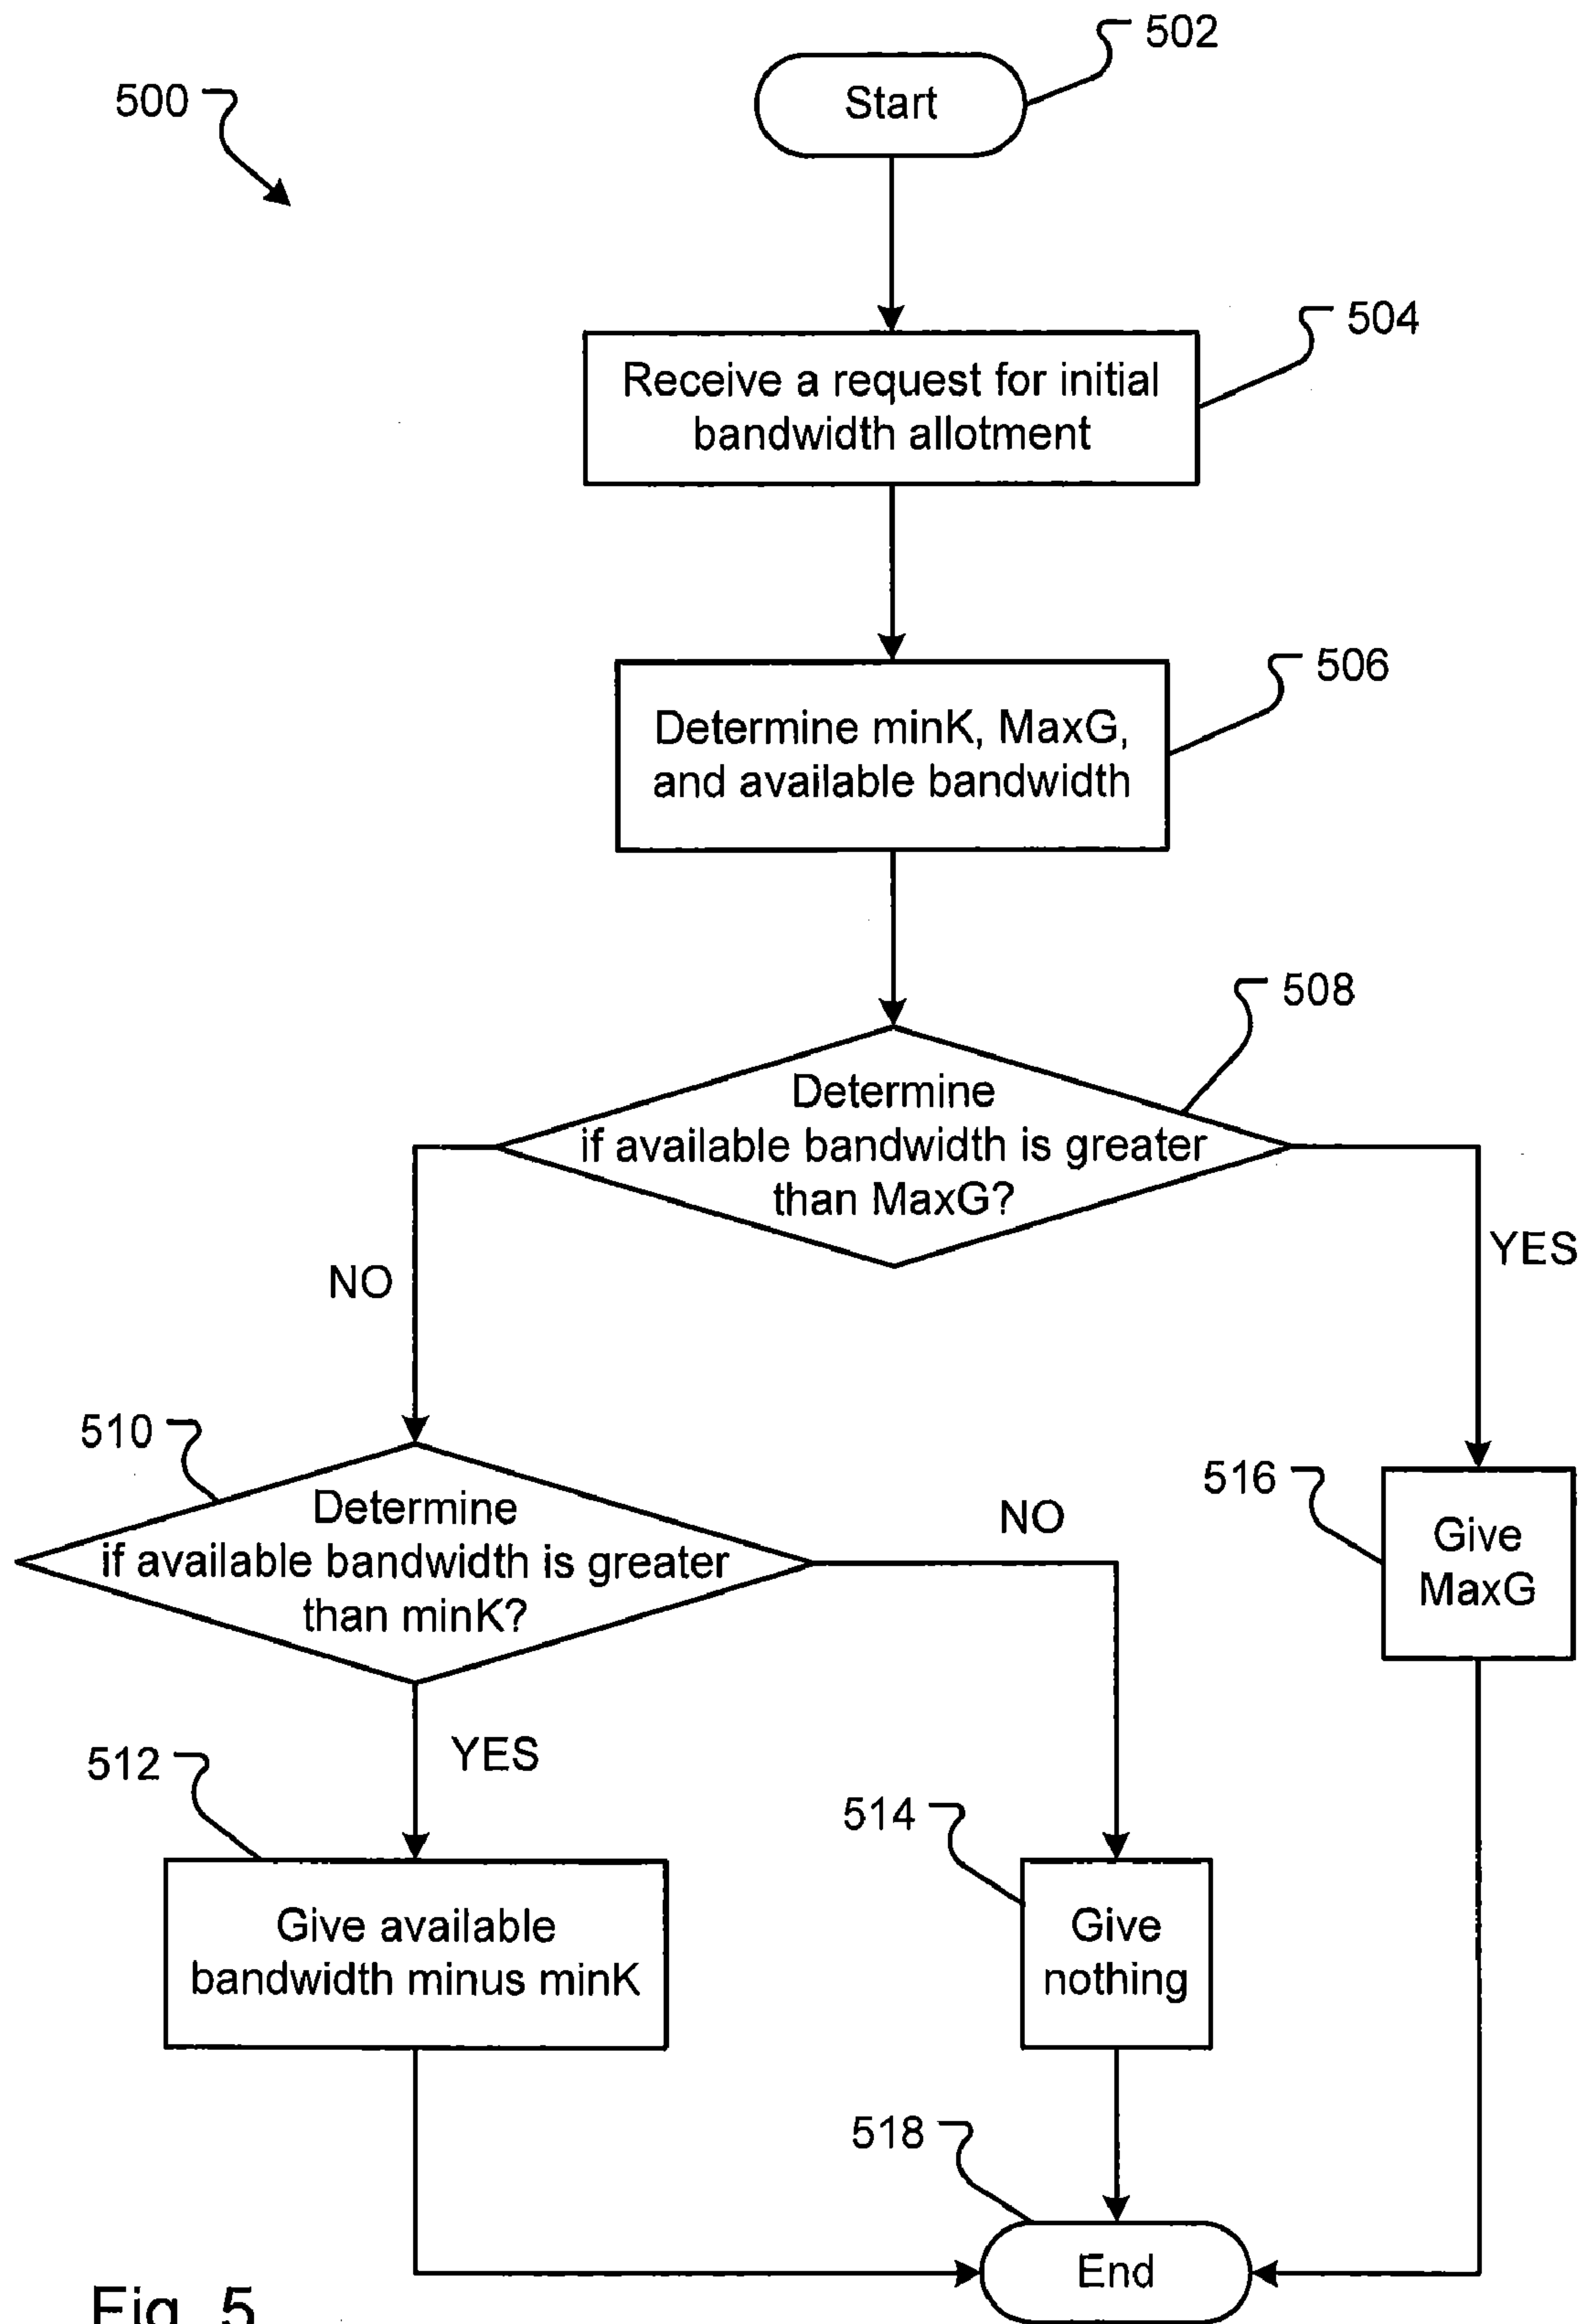 502
500
Start
504
Receive a request for initial
bandwidth allotment
506
Determine minK, MaxG,
and available bandwidth
508
Determine
if available bandwidth is greater
than MaxG?
YES
NO
510
Determine
if available bandwidth is greater
than minK?
NO
516
Give
MaxG
YES
512
514
Give available
bandwidth minus minK
Give
nothing
518
End
Fig. 5